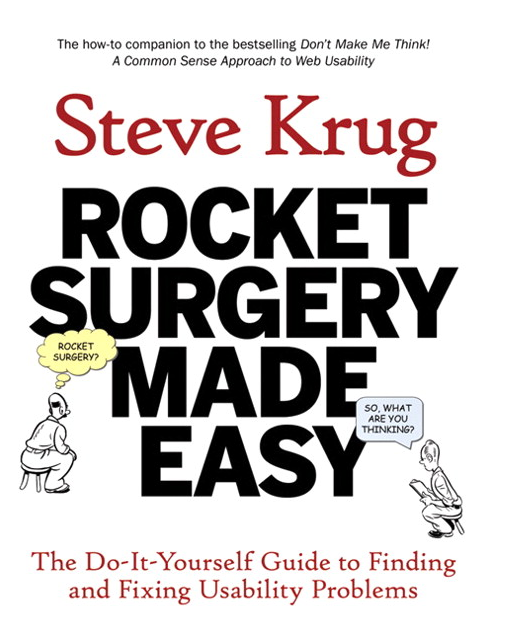 The how-to companion to the bestselling Don't Make Me Think!
A Common Sense Approach to Web Usability
Steve Krug
ROCKET
SURGERY
MADE
EASY
ROCKET
SURGERY?
SO, WHAT
ARE YOU
THINKING?
The Do-It-Yourself Guide to Finding
and Fixing Usability Problems